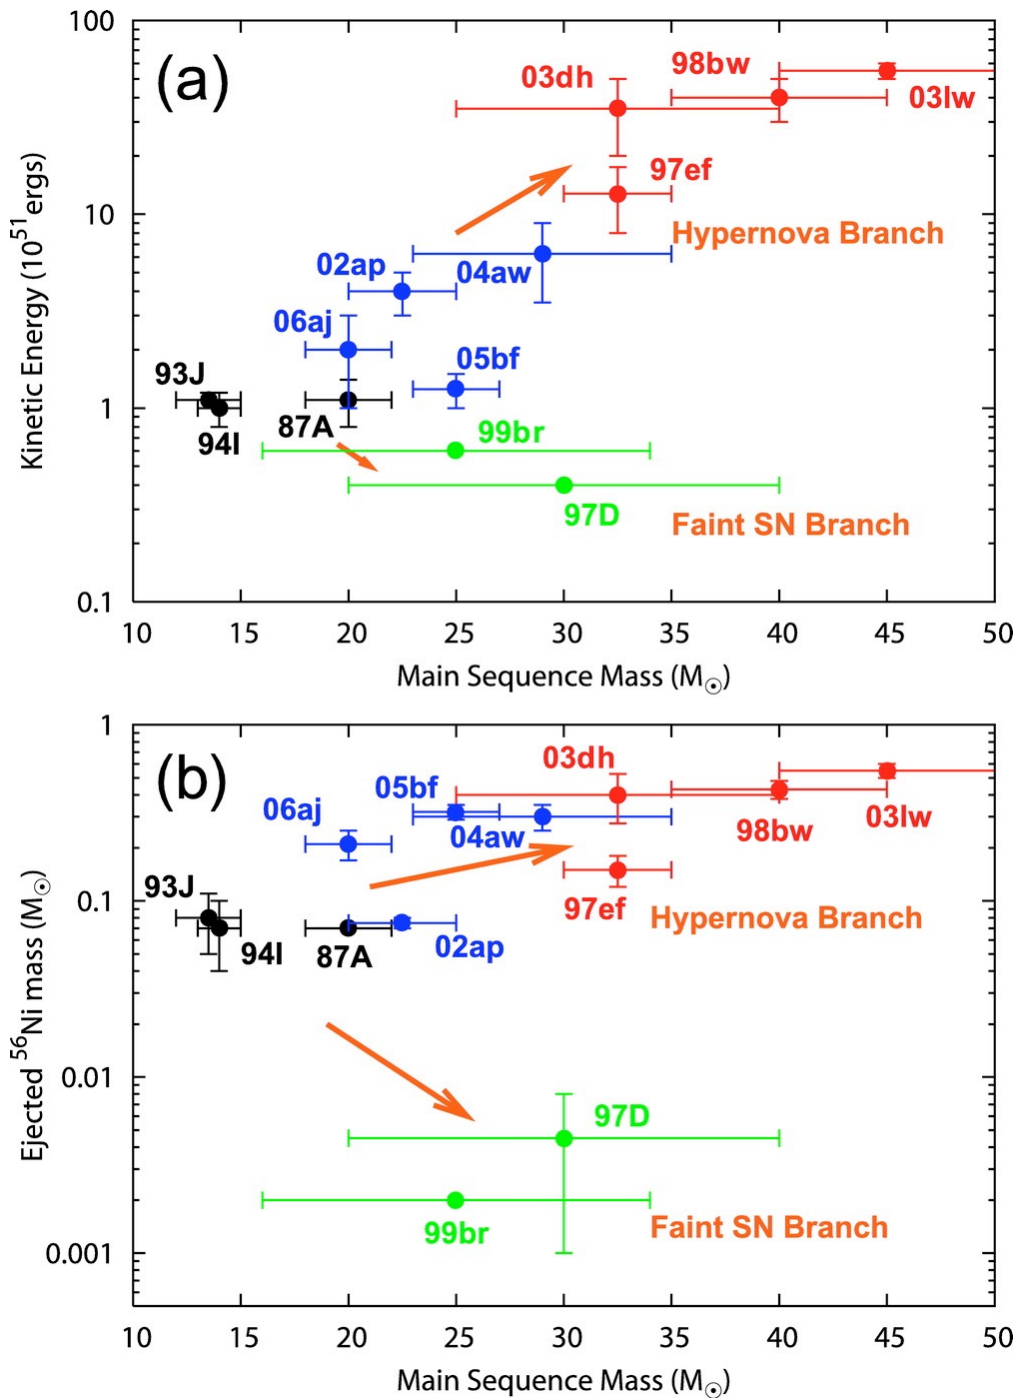 100
(a)
03dh
98bw
03lw
97ef
10
Hypernova Branch
02ap
04aw
06aj
05bf
93J
1
94I
87A
99br
97D
Faint SN Branch
0.1
Kinetic Energy (10⁵¹ ergs)
10 15 20 25 30 35 40 45 50
Main Sequence Mass (M☉)
1
(b)
03dh
05bf
06aj
04aw
98bw
03lw
93J
0.1
97ef
Hypernova Branch
94I
87A
02ap
0.01
97D
99br
Faint SN Branch
0.001
Ejected ⁵⁶Ni mass (M☉)
10 15 20 25 30 35 40 45 50
Main Sequence Mass (M☉)